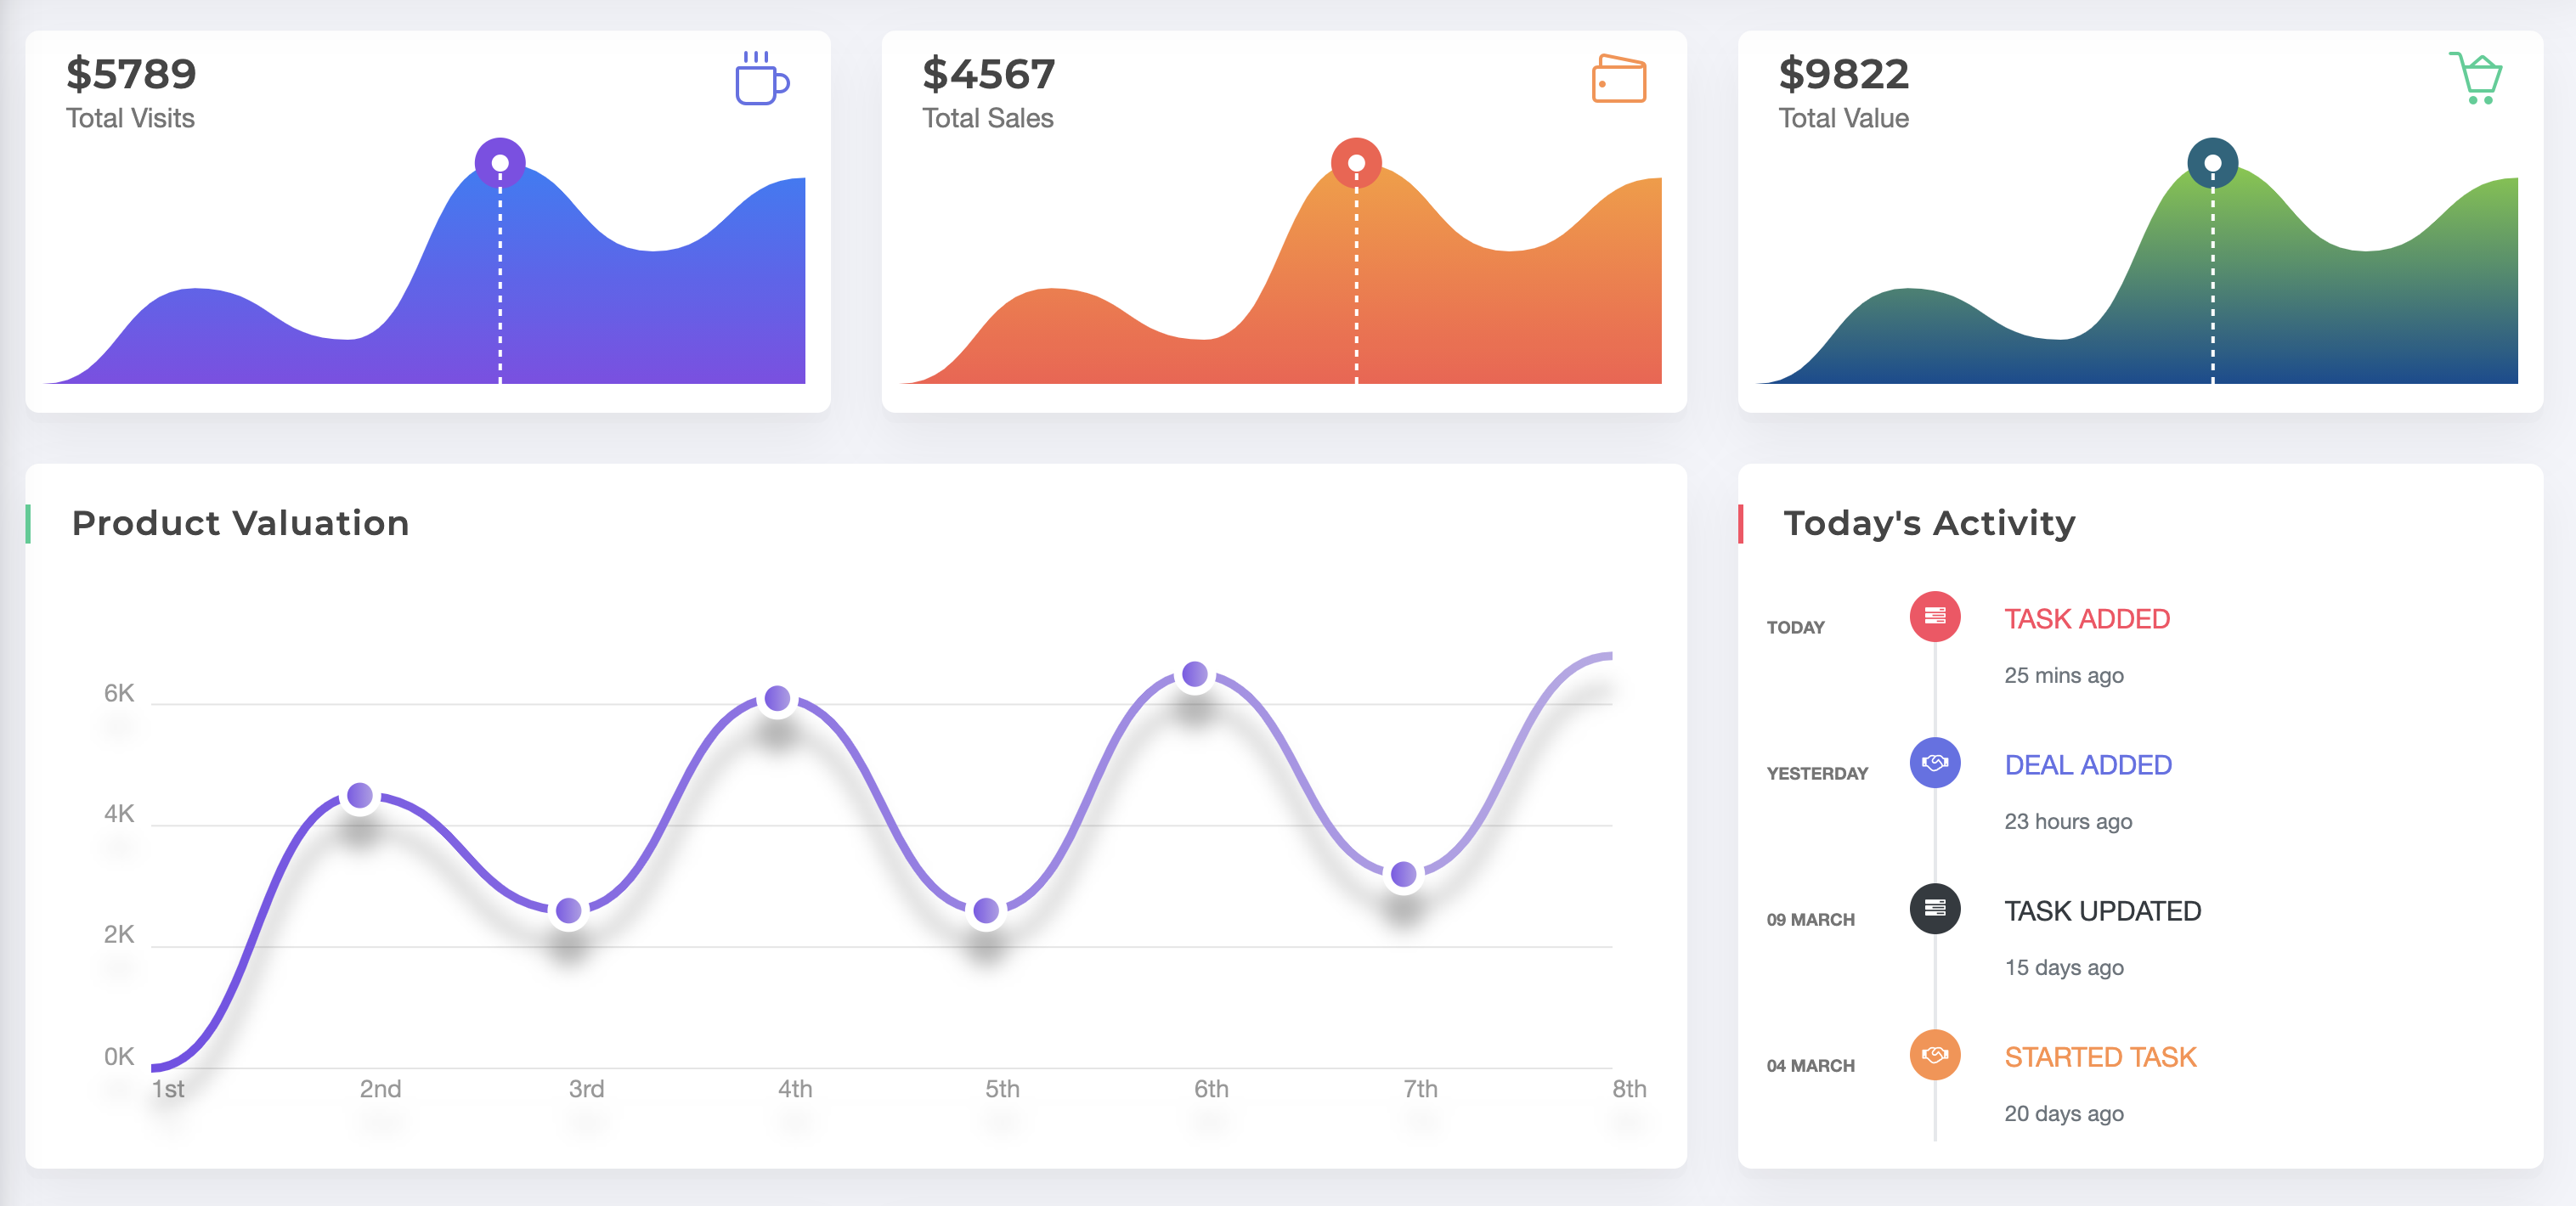 $5789
Total Visits
$4567
Total Sales
$9822
Total Value
Product Valuation
6K
4K
2K
0K
1st
2nd
3rd
4th
5th
6th
7th
8th
Today's Activity
TODAY
TASK ADDED
25 mins ago
YESTERDAY
DEAL ADDED
23 hours ago
09 MARCH
TASK UPDATED
15 days ago
04 MARCH
STARTED TASK
20 days ago